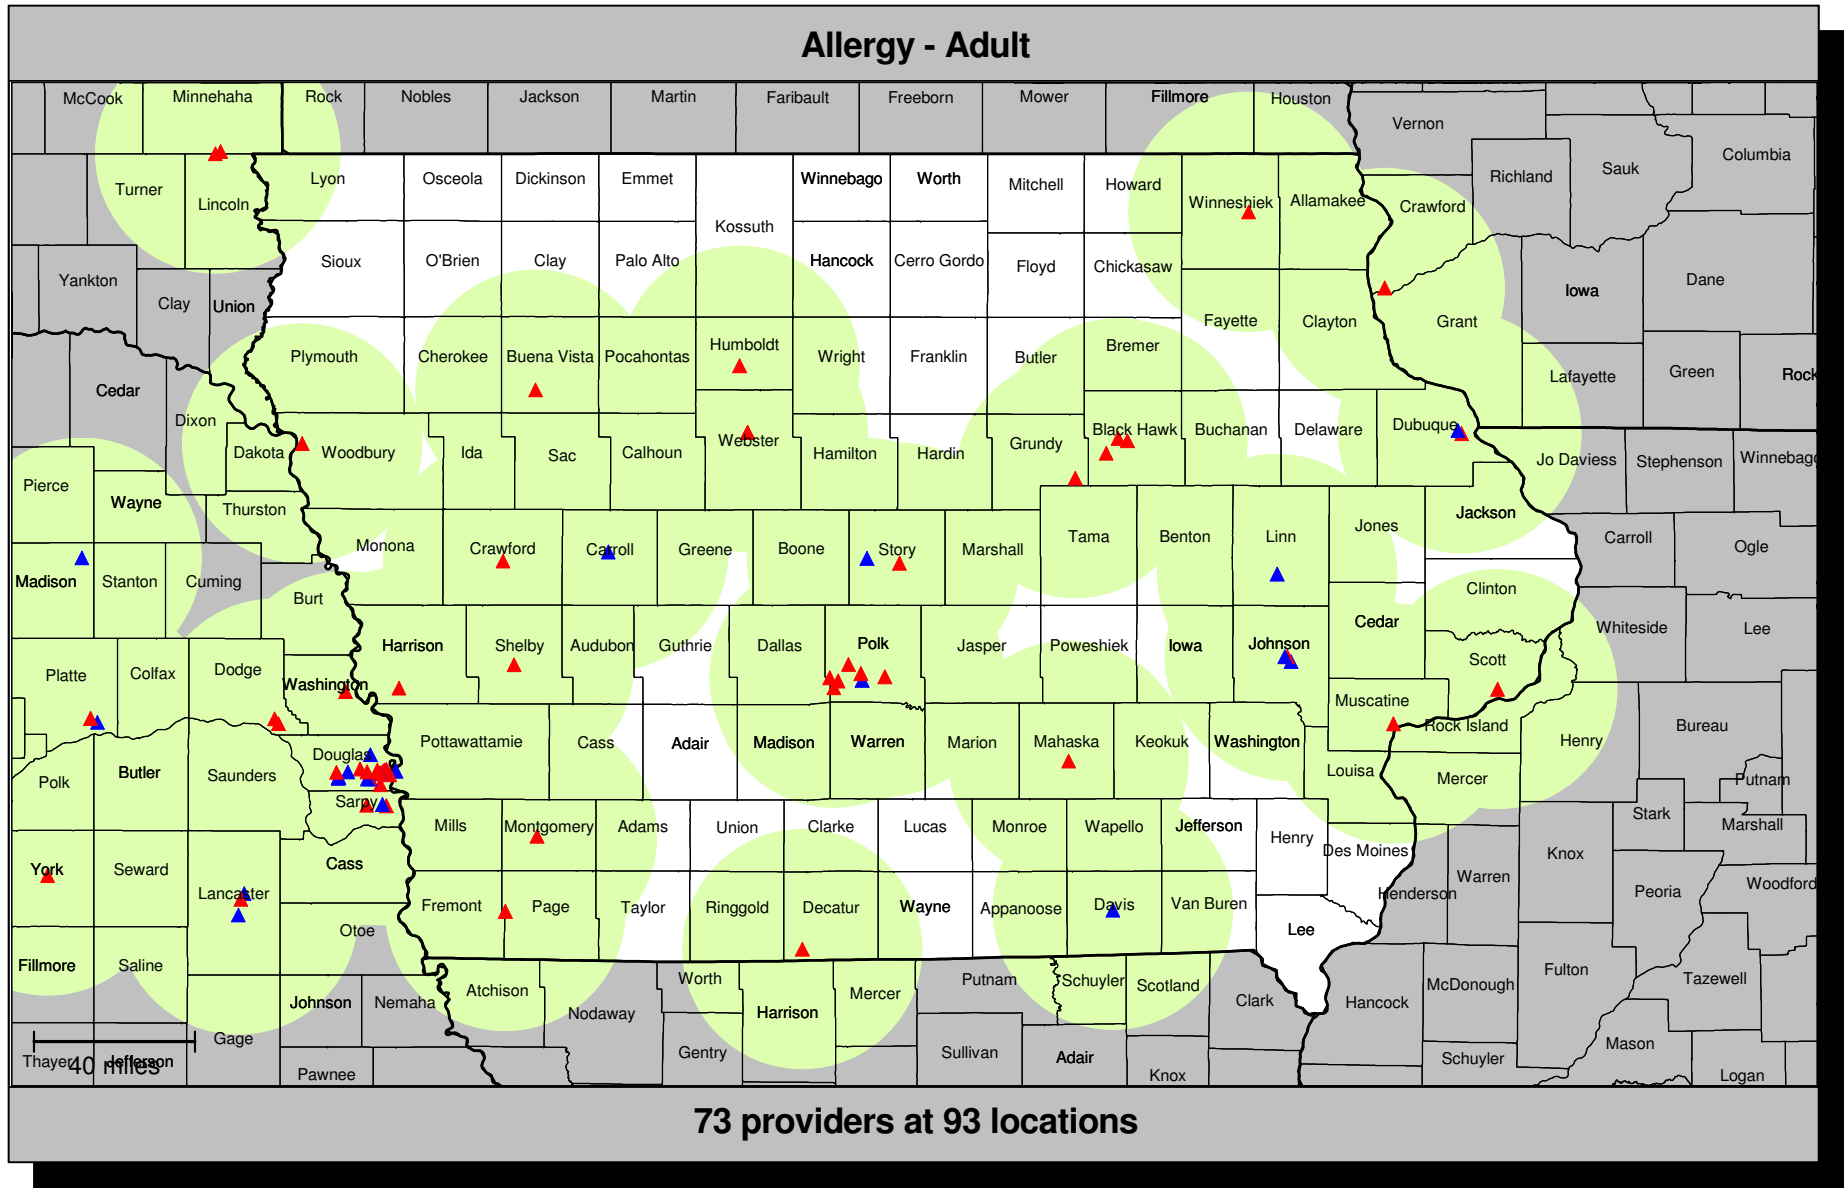 Allergy - Adult
McCook Minnehaha Rock Nobles Jackson Martin Faribault Freeborn Mower Fillmore Houston
Vernon
Columbia
Sauk
Richland
Lyon Osceola Dickinson Emmet Winnebago Worth Mitchell Howard
Turner Lincoln Winneshiek Allamakee Crawford
Kossuth
Sioux O'Brien Clay Palo Alto Hancock Cerro Gordo Floyd Chickasaw
Yankton Clay Union Iowa Dane
Fayette Clayton Grant
Plymouth Cherokee Buena Vista Pocahontas Humboldt Wright Franklin Butler Bremer
Cedar Lafayette Green Rock
Dixon
Dakota Woodbury Ida Sac Calhoun Webster Hamilton Hardin Grundy Black Hawk Buchanan Delaware Dubuque
Jo Daviess Stephenson Winnebago
Pierce Wayne Thurston
Monona Crawford Carroll Greene Boone Story Marshall Tama Benton Linn Jones Jackson
Carroll Ogle
Madison Stanton Cuming Burt Clinton
Harrison Shelby Audubon Guthrie Dallas Polk Jasper Poweshiek Iowa Johnson Cedar Scott
Whiteside Lee
Platte Colfax Dodge Washington
Muscatine Rock Island Henry Bureau
Pottawattamie Cass Adair Madison Warren Marion Mahaska Keokuk Washington Louisa Mercer
Polk Butler Saunders Douglas Sarpy
Putnam
Stark Marshall
Mills Montgomery Adams Union Clarke Lucas Monroe Wapello Jefferson Henry Des Moines
York Seward Lancaster Cass
Knox Warren Henderson Peoria Woodford
Fremont Page Taylor Ringgold Decatur Wayne Appanoose Davis Van Buren Lee
Otoe
Fillmore Saline
Johnson Nemaha Atchison Nodaway Worth Harrison Mercer Putnam Schuyler Scotland Clark Hancock McDonough Fulton Tazewell
Gage Gentry Sullivan Adair Schuyler Mason
Thayer Jefferson Pawnee Knox Logan
40 miles
73 providers at 93 locations